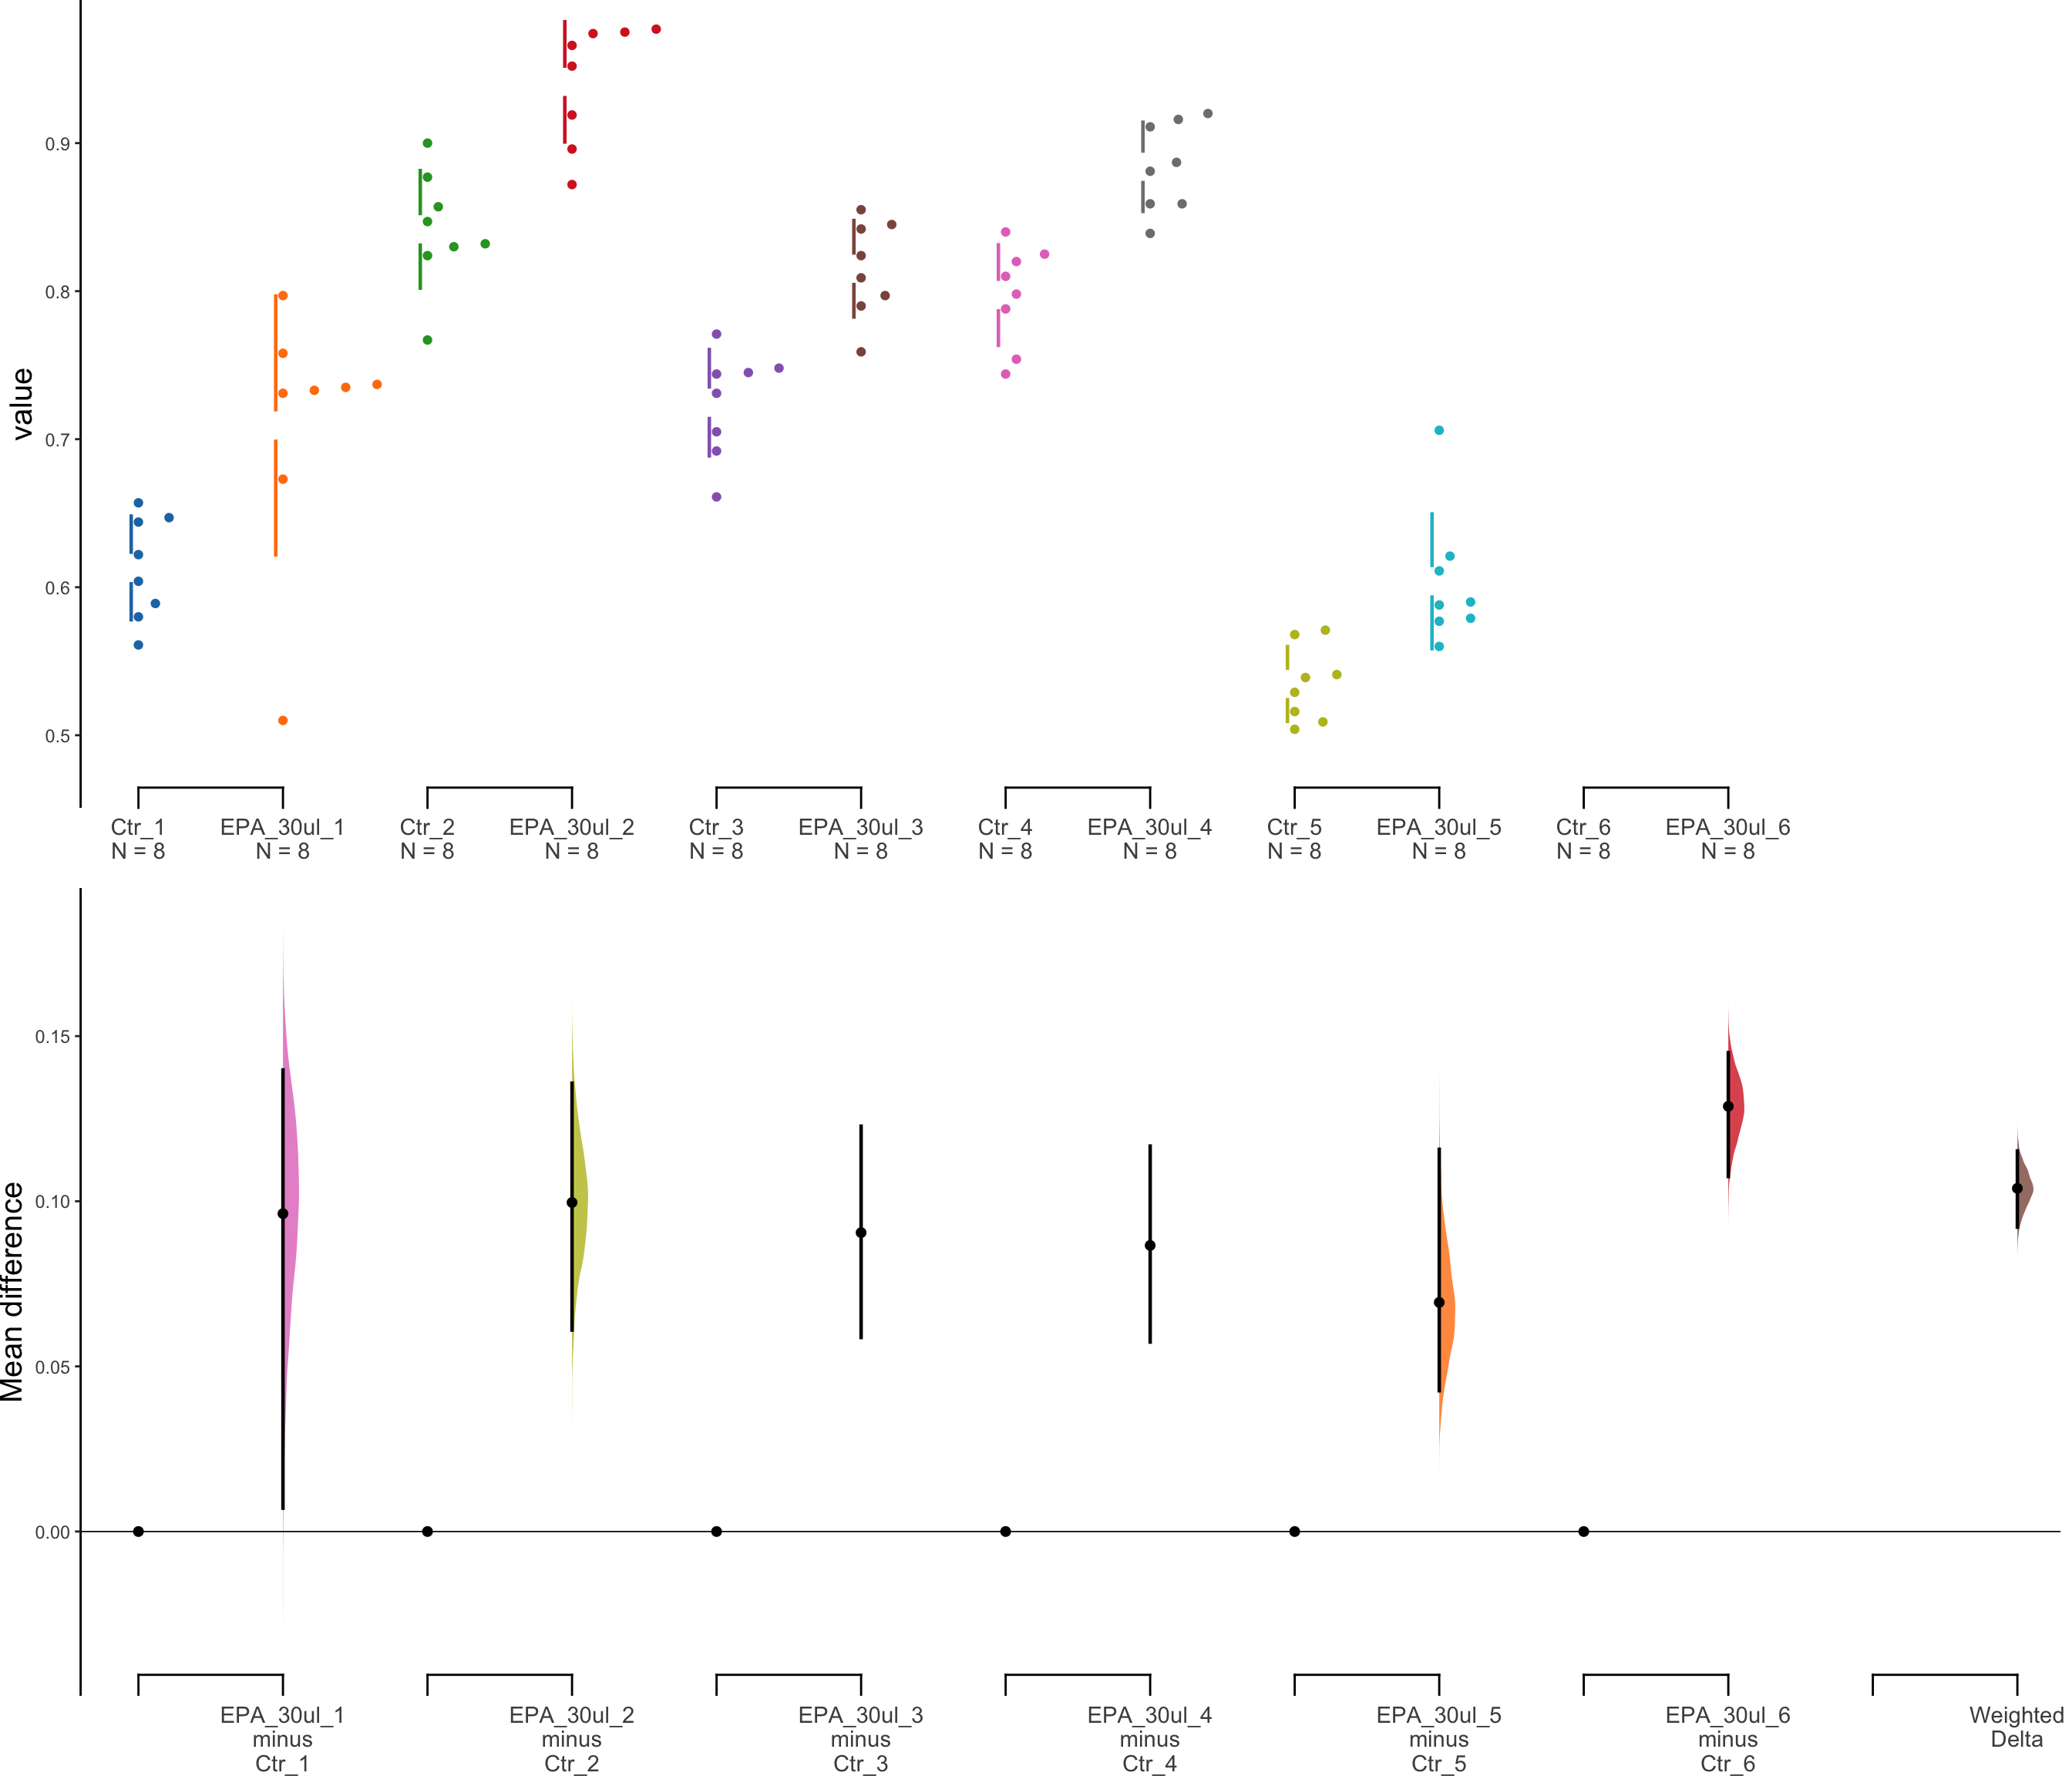 value
0.9
0.8
0.7
0.6
0.5
Ctr_1
N = 8
EPA_30ul_1
N = 8
Ctr_2
N = 8
EPA_30ul_2
N = 8
Ctr_3
N = 8
EPA_30ul_3
N = 8
Ctr_4
N = 8
EPA_30ul_4
N = 8
Ctr_5
N = 8
EPA_30ul_5
N = 8
Ctr_6
N = 8
EPA_30ul_6
N = 8
Mean difference
0.15
0.10
0.05
0.00
EPA_30ul_1
minus
Ctr_1
EPA_30ul_2
minus
Ctr_2
EPA_30ul_3
minus
Ctr_3
EPA_30ul_4
minus
Ctr_4
EPA_30ul_5
minus
Ctr_5
EPA_30ul_6
minus
Ctr_6
Weighted
Delta